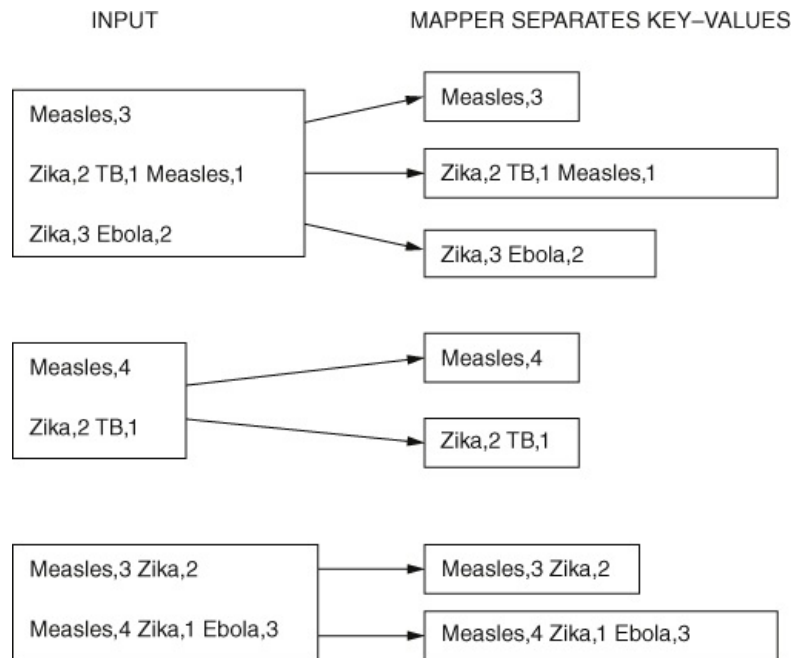 INPUT
MAPPER SEPARATES KEY–VALUES
Measles,3
Zika,2 TB,1 Measles,1
Zika,3 Ebola,2
Measles,3
Zika,2 TB,1 Measles,1
Zika,3 Ebola,2
Measles,4
Zika,2 TB,1
Measles,4
Zika,2 TB,1
Measles,3 Zika,2
Measles,4 Zika,1 Ebola,3
Measles,3 Zika,2
Measles,4 Zika,1 Ebola,3